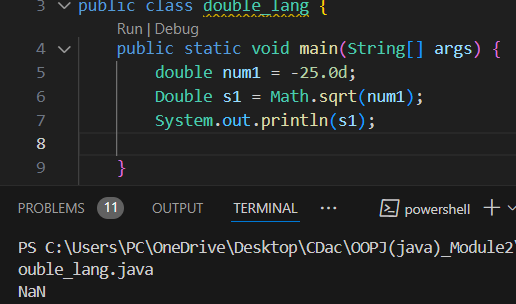 3 public class double_lang {
Run | Debug
4 public static void main(String[] args) {
5 double num1 = -25.0d;
6 Double s1 = Math.sqrt(num1);
7 System.out.println(s1);
8
9 }
PROBLEMS 11 OUTPUT TERMINAL ··· powershell + ∨
PS C:\Users\PC\OneDrive\Desktop\CDac\OOPJ(java)_Module2\
ouble_lang.java
NaN